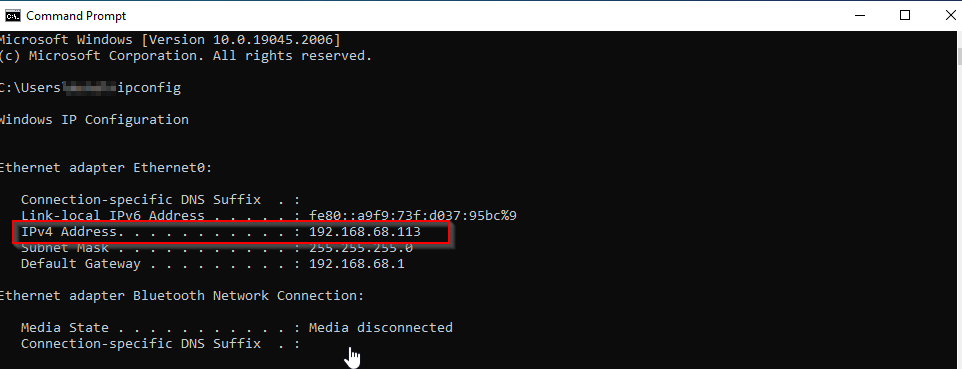 Command Prompt
Microsoft Windows [Version 10.0.19045.2006]
(c) Microsoft Corporation. All rights reserved.
C:\Users ipconfig
Windows IP Configuration
Ethernet adapter Ethernet0:
Connection-specific DNS Suffix . :
Link-local IPv6 Address . . . . . : fe80::a9f9:73f:d037:95bc%9
IPv4 Address. . . . . . . . . . . : 192.168.68.113
Subnet Mask . . . . . . . . . . . : 255.255.255.0
Default Gateway . . . . . . . . . : 192.168.68.1
Ethernet adapter Bluetooth Network Connection:
Media State . . . . . . . . . . . : Media disconnected
Connection-specific DNS Suffix . :